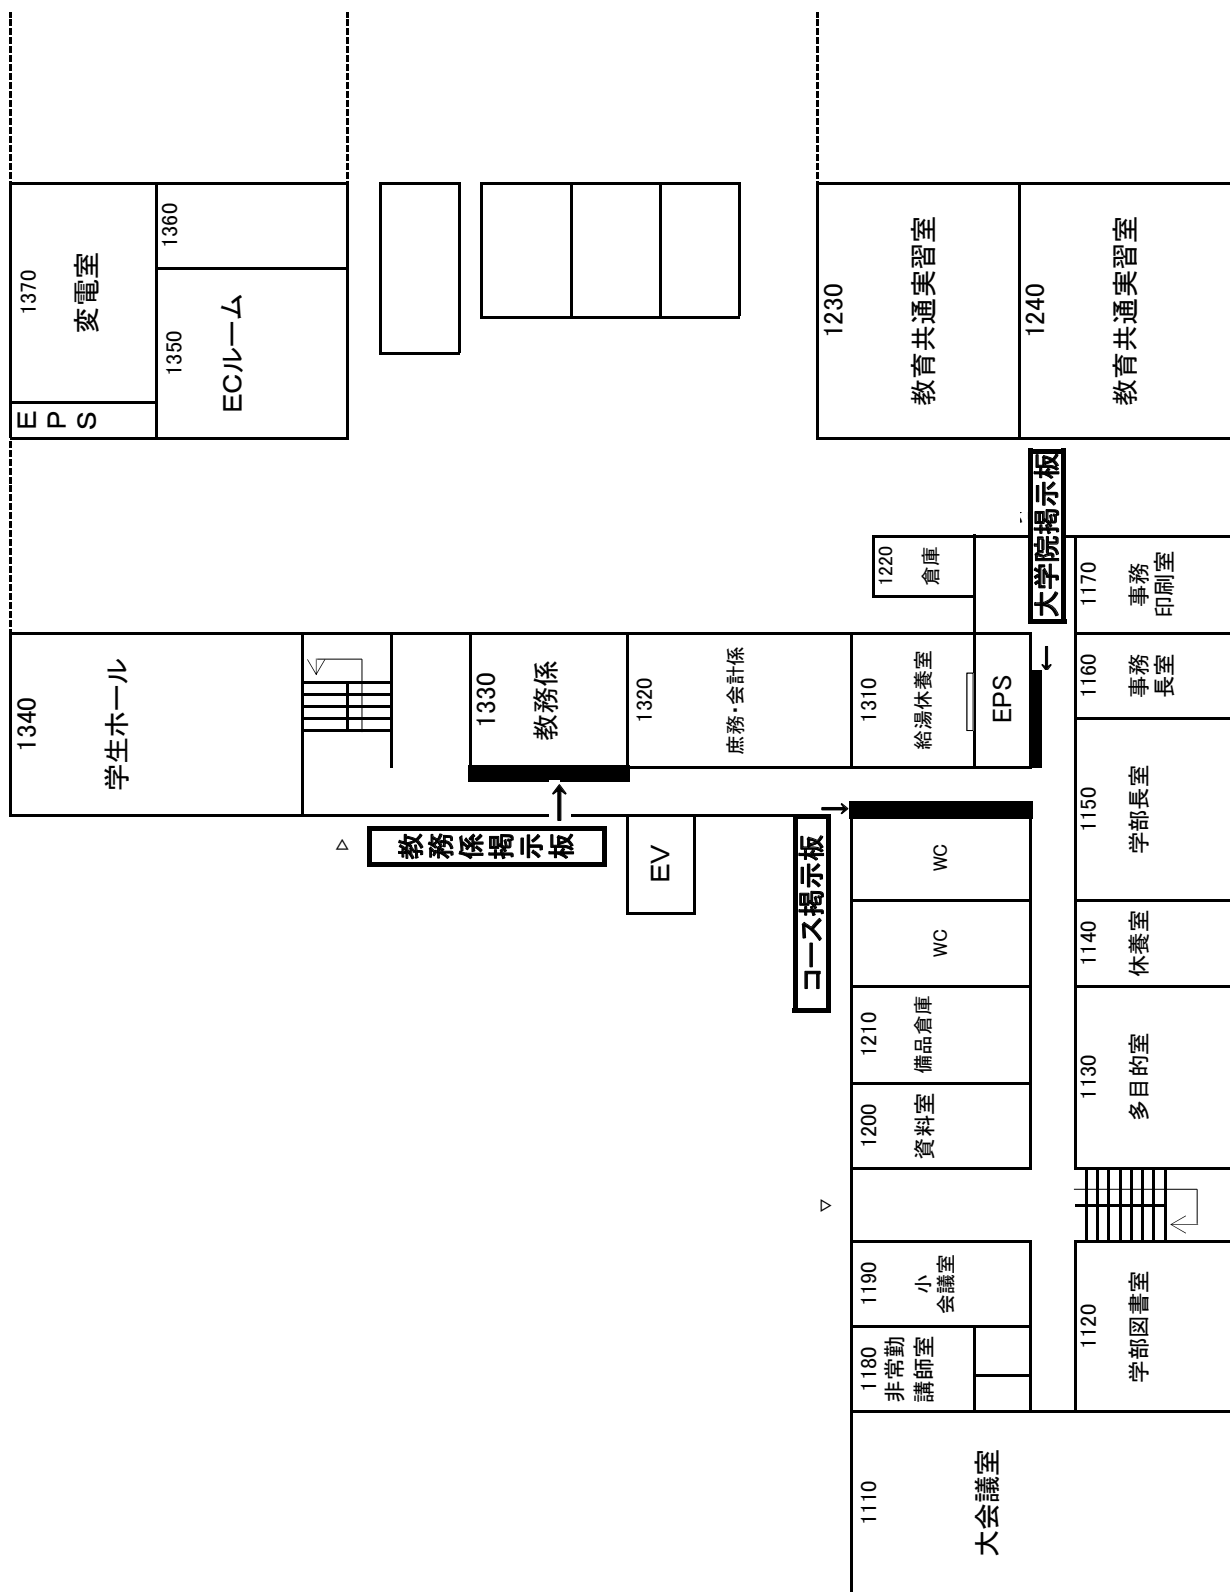 1370
変電室
EPS
1360
1350
ECルーム
1340
学生ホール
1330
教務係
教務係掲示板
1320
庶務・会計係
1310
給湯休養室
EPS
EV
コース掲示板
1220
倉庫
大学院掲示板
1230
教育共通実習室
1240
教育共通実習室
1170
事務
印刷室
1160
事務
長室
1150
学部長室
1140
休養室
1130
多目的室
1120
学部図書室
WC
WC
1210
備品倉庫
1200
資料室
1190
小
会議室
1180
非常勤
講師室
1110
大会議室